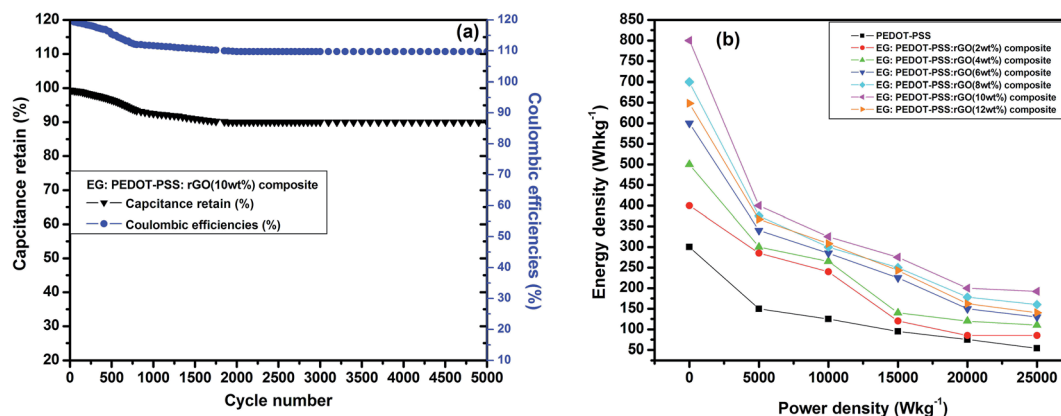 (a)
Capcitance retain (%)
120
110
100
90
80
70
60
50
40
30
20
EG: PEDOT-PSS: rGO(10wt%) composite
Capcitance retain (%)
Coulombic efficiencies (%)
0 500 1000 1500 2000 2500 3000 3500 4000 4500 5000
Cycle number
120
110
100
90
80
70
60
50
40
30
20
10
Coulombic efficiencies (%)
(b)
Energy density (Whkg-1)
850
800
750
700
650
600
550
500
450
400
350
300
250
200
150
100
50
PEDOT-PSS
EG: PEDOT-PSS:rGO(2wt%) composite
EG: PEDOT-PSS:rGO(4wt%) composite
EG: PEDOT-PSS:rGO(6wt%) composite
EG: PEDOT-PSS:rGO(8wt%) composite
EG: PEDOT-PSS:rGO(10wt%) composite
EG: PEDOT-PSS:rGO(12wt%) composite
0 5000 10000 15000 20000 25000
Power density (Wkg-1)